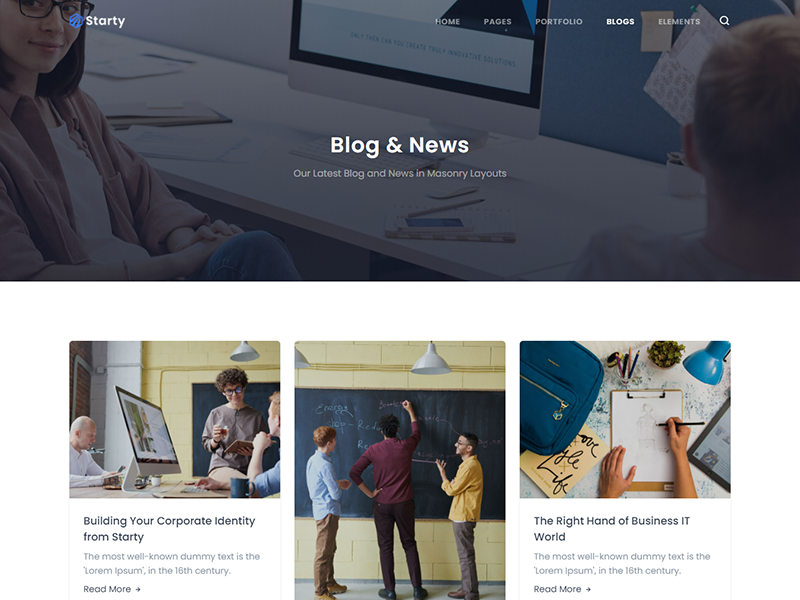 Starty
HOME PAGES PORTFOLIO BLOGS ELEMENTS
ONLY THEN CAN YOU CREATE TRULY INNOVATIVE SOLUTIONS.
Blog & News
Our Latest Blog and News in Masonry Layouts
love
Life
Building Your Corporate Identity
from Starty
The most well-known dummy text is the
'Lorem Ipsum', in the 16th century.
Read More →
The Right Hand of Business IT
World
The most well-known dummy text is the
'Lorem Ipsum', in the 16th century.
Read More →